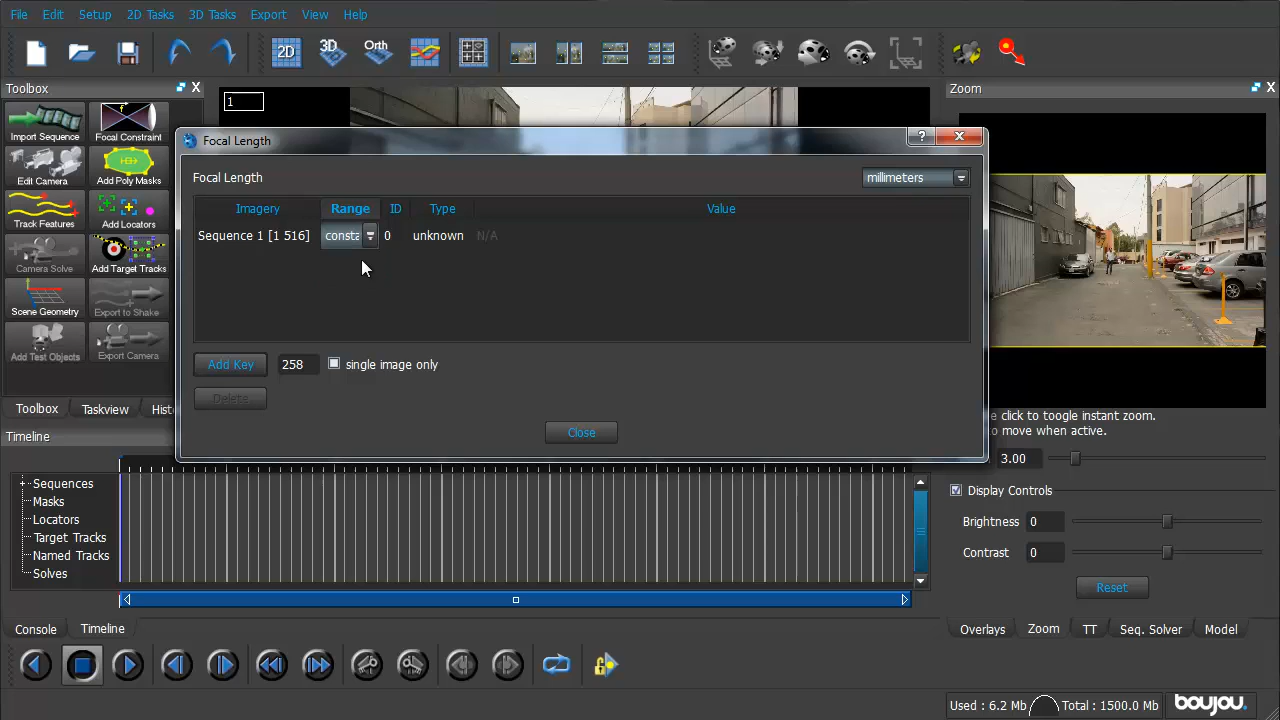 File Edit Setup 2D Tasks 3D Tasks Export View Help
2D 3D Orth
Toolbox
Zoom
1
f
Import Sequence Focal Constraint
Edit Camera Add Poly Masks
Track Features Add Locators
Camera Solve Add Target Tracks
Scene Geometry Export to Shake
Add Test Objects Export Camera
Toolbox Taskview Hist
Focal Length
Focal Length millimeters
Imagery Range ID Type Value
Sequence 1 [1 516] consta 0 unknown N/A
Add Key 258 single image only
Delete
Close
e click to toogle instant zoom.
o move when active.
3.00
Display Controls
Brightness 0
Contrast 0
Reset
Timeline
Sequences
Masks
Locators
Target Tracks
Named Tracks
Solves
Console Timeline
Overlays Zoom TT Seq. Solver Model
Used : 6.2 Mb Total : 1500.0 Mb boujou.